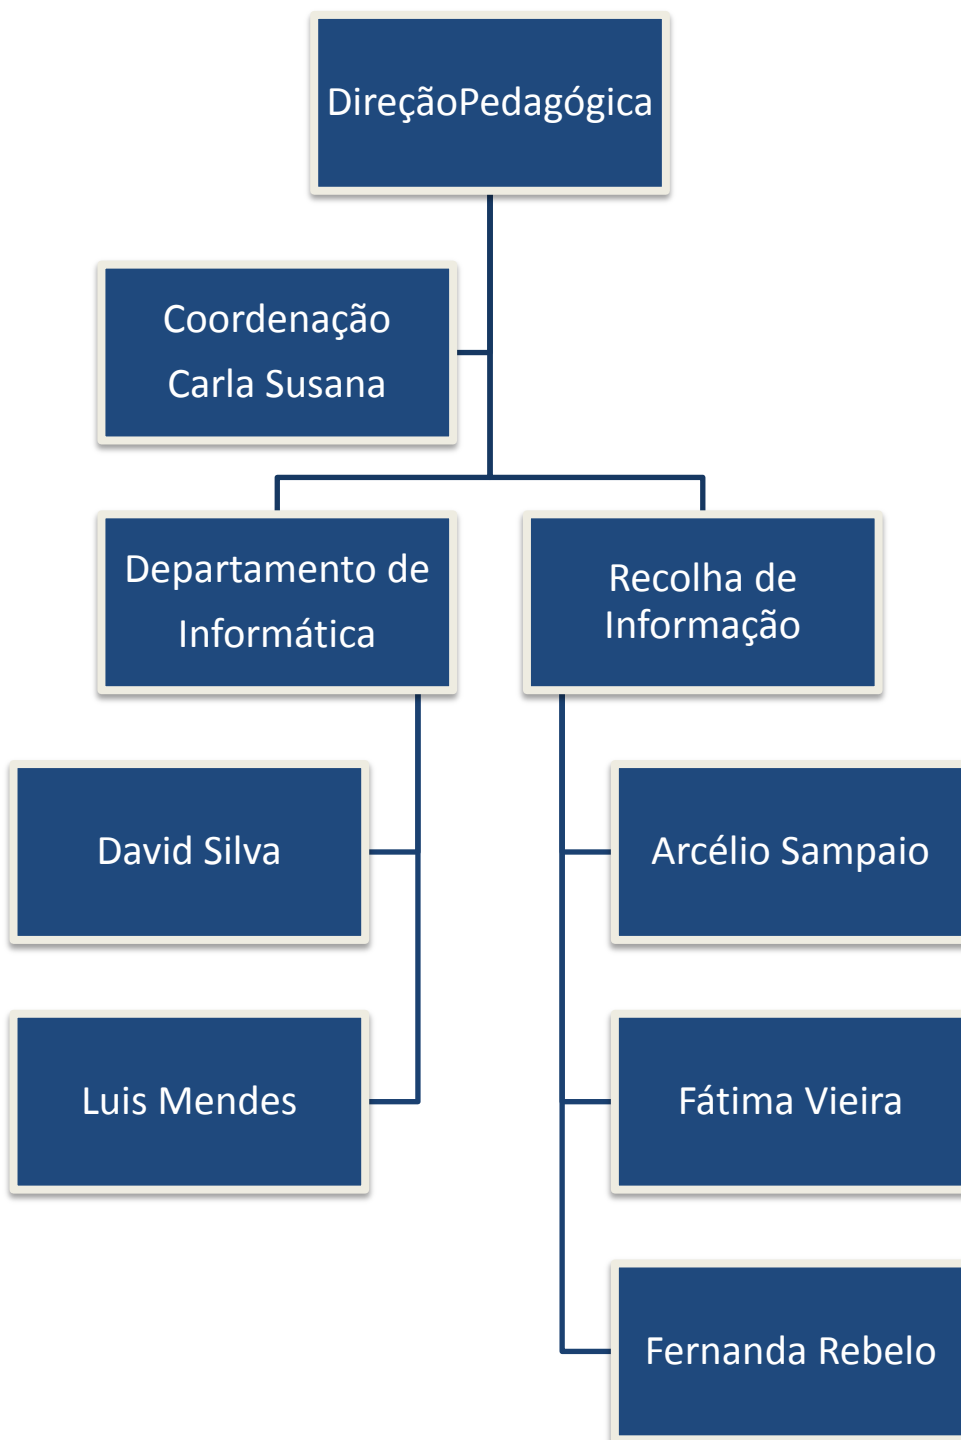 DireçãoPedagógica
Coordenação
Carla Susana
Departamento de
Informática
Recolha de
Informação
David Silva
Arcélio Sampaio
Luis Mendes
Fátima Vieira
Fernanda Rebelo